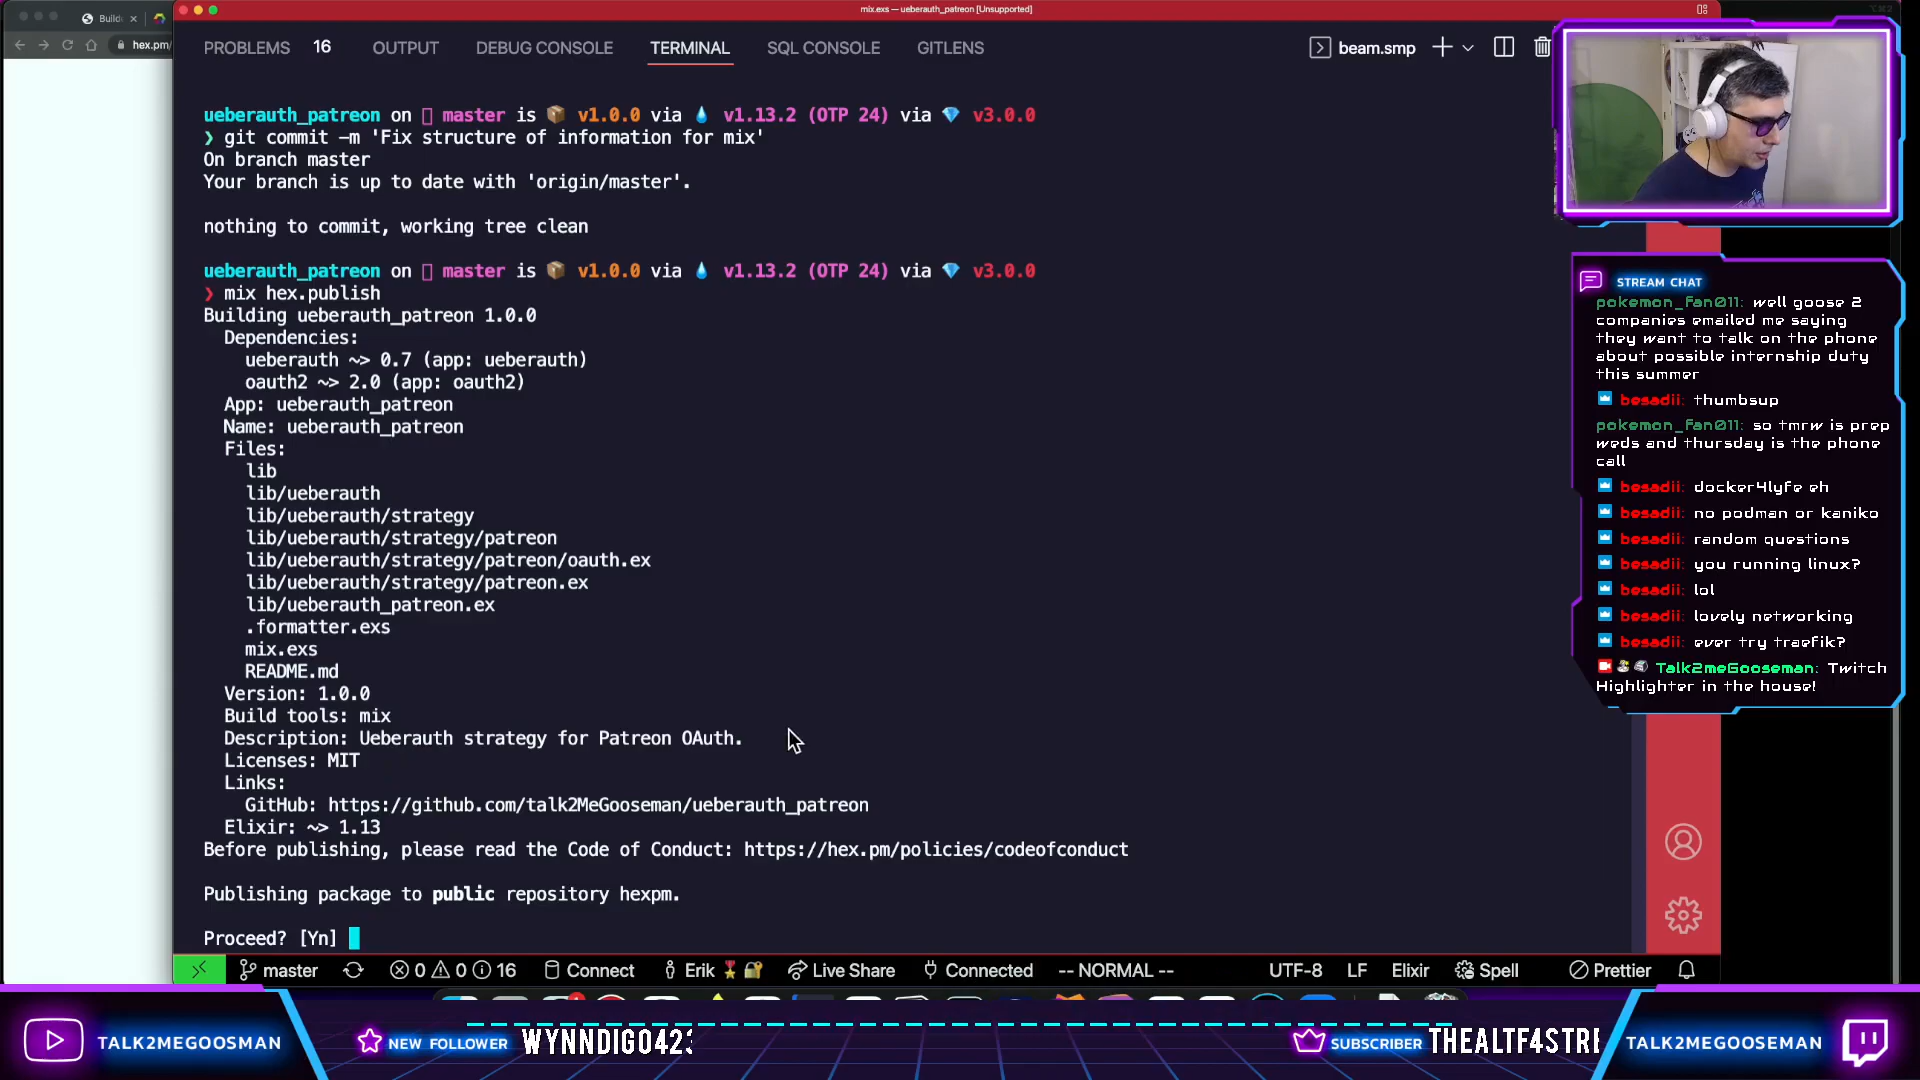 Build
hex.pm/
mix.exs — ueberauth_patreon [Unsupported]
PROBLEMS 16 OUTPUT DEBUG CONSOLE TERMINAL SQL CONSOLE GITLENS
beam.smp
ueberauth_patreon on master is v1.0.0 via v1.13.2 (OTP 24) via v3.0.0
❯ git commit -m 'Fix structure of information for mix'
On branch master
Your branch is up to date with 'origin/master'.
nothing to commit, working tree clean
ueberauth_patreon on master is v1.0.0 via v1.13.2 (OTP 24) via v3.0.0
❯ mix hex.publish
Building ueberauth_patreon 1.0.0
Dependencies:
ueberauth ~> 0.7 (app: ueberauth)
oauth2 ~> 2.0 (app: oauth2)
App: ueberauth_patreon
Name: ueberauth_patreon
Files:
lib
lib/ueberauth
lib/ueberauth/strategy
lib/ueberauth/strategy/patreon
lib/ueberauth/strategy/patreon/oauth.ex
lib/ueberauth/strategy/patreon.ex
lib/ueberauth_patreon.ex
.formatter.exs
mix.exs
README.md
Version: 1.0.0
Build tools: mix
Description: Ueberauth strategy for Patreon OAuth.
Licenses: MIT
Links:
GitHub: https://github.com/talk2MeGooseman/ueberauth_patreon
Elixir: ~> 1.13
Before publishing, please read the Code of Conduct: https://hex.pm/policies/codeofconduct
Publishing package to public repository hexpm.
Proceed? [Yn]
master 0 0 16 Connect Erik Live Share Connected -- NORMAL -- UTF-8 LF Elixir Spell Prettier
STREAM CHAT
pokemon_fan011: well goose 2
companies emailed me saying
they want to talk on the phone
about possible internship duty
this summer
besadii: thumbsup
pokemon_fan011: so tmrw is prep
weds and thursday is the phone
call
besadii: docker4lyfe eh
besadii: no podman or kaniko
besadii: random questions
besadii: you running linux?
besadii: lol
besadii: lovely networking
besadii: ever try traefik?
Talk2meGooseman: Twitch
Highlighter in the house!
TALK2MEGOOSMAN
NEW FOLLOWER WYNNDIGO423
SUBSCRIBER THEALTF4STRE
TALK2MEGOOSEMAN